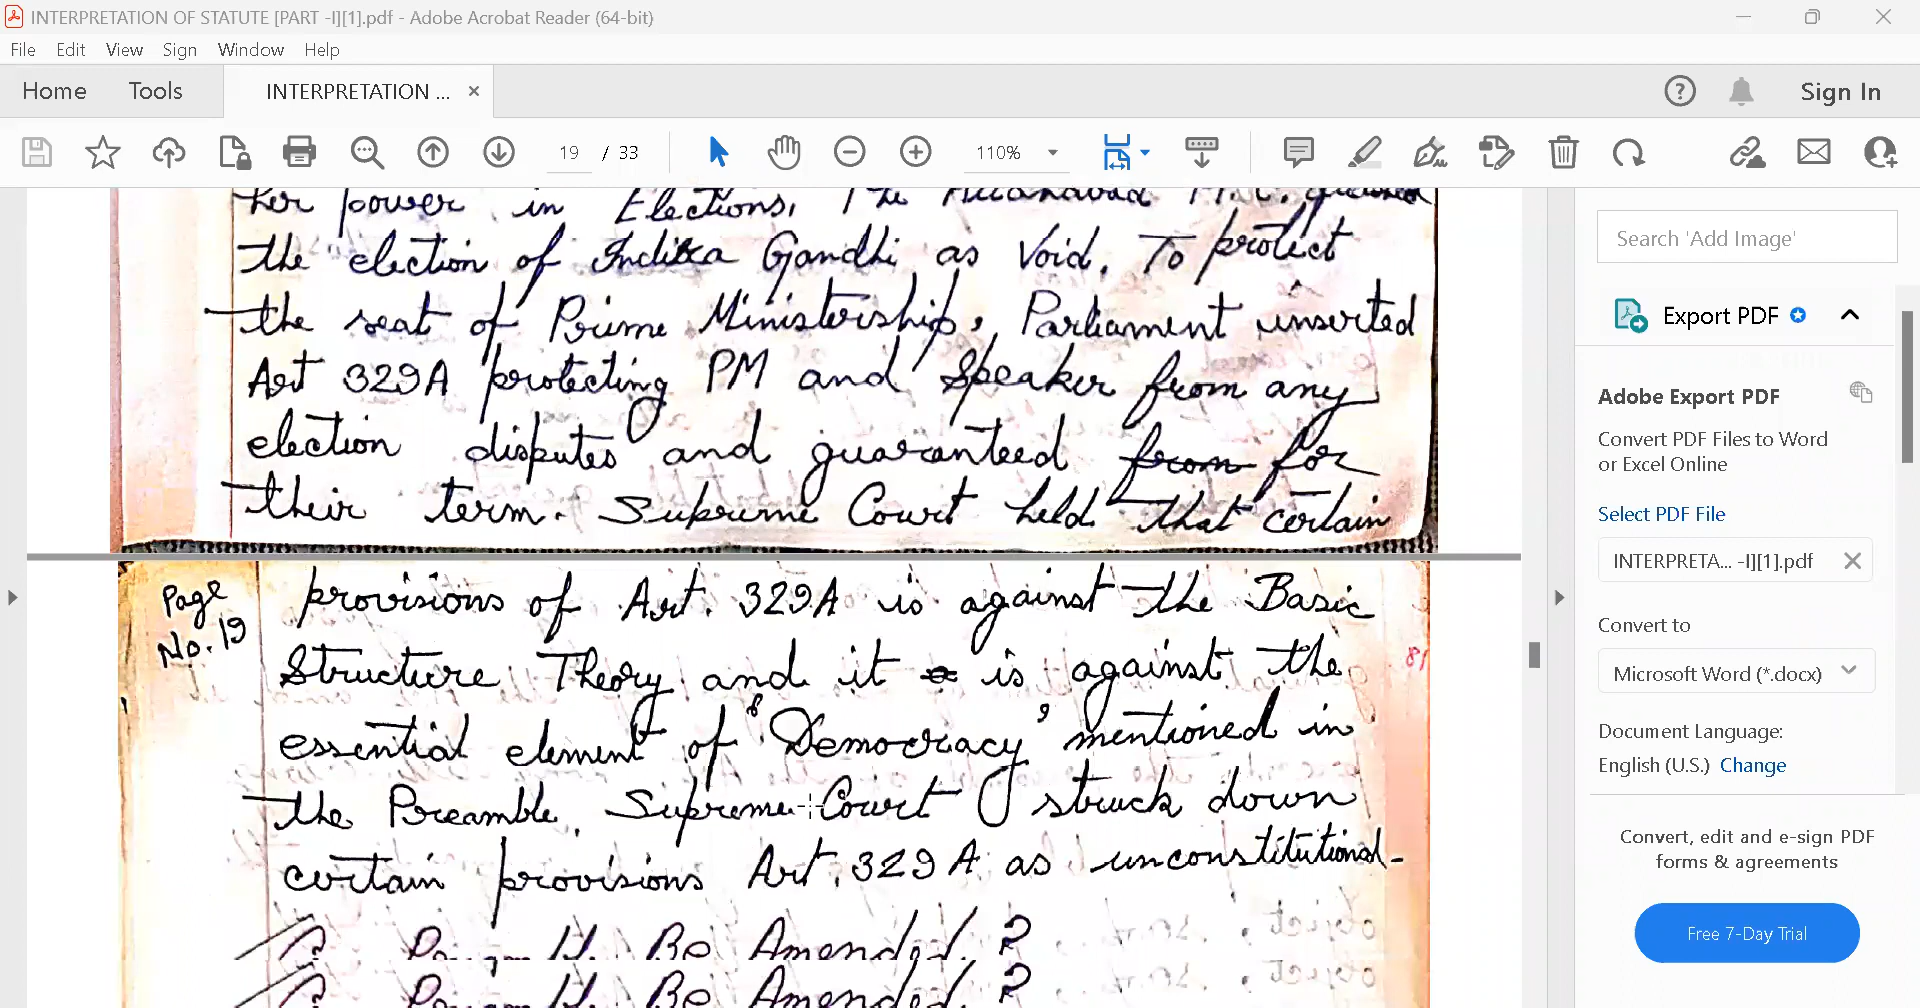 INTERPRETATION OF STATUTE [PART -I][1].pdf - Adobe Acrobat Reader (64-bit)
File Edit View Sign Window Help
Home Tools INTERPRETATION ... × Sign In
19 / 33 110%
her power in Elections. The Allahabad H.C.
the election of Indira Gandhi as Void. To protect
the seat of Prime Ministership, Parliament inserted
Art 329A protecting PM and Speaker from any
election disputes and guaranteed from for
their term. Supreme Court held that certain
Page No. 19
provisions of Art. 329A is against the Basic
Structure Theory and it is against the
essential element of 'Democracy' mentioned in
the Preamble. Supreme Court struck down
certain provisions Art. 329A as unconstitutional-
Be Amended ?
Be Amended ?
81
Search 'Add Image'
Export PDF
Adobe Export PDF
Convert PDF Files to Word
or Excel Online
Select PDF File
INTERPRETA... -I][1].pdf
Convert to
Microsoft Word (*.docx)
Document Language:
English (U.S.) Change
Convert, edit and e-sign PDF
forms & agreements
Free 7-Day Trial